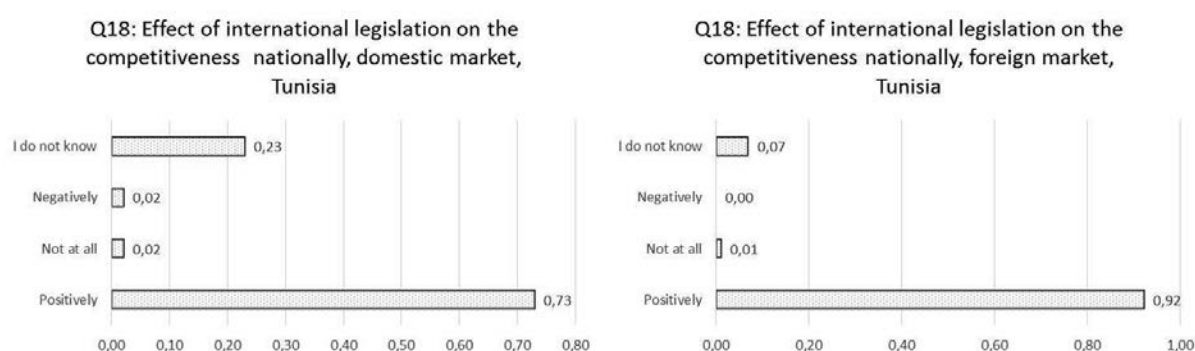 Q18: Effect of international legislation on the
competitiveness nationally, domestic market,
Tunisia
I do not know
0,23
Negatively
0,02
Not at all
0,02
Positively
0,73
0,00 0,10 0,20 0,30 0,40 0,50 0,60 0,70 0,80
Q18: Effect of international legislation on the
competitiveness nationally, foreign market,
Tunisia
I do not know
0,07
Negatively
0,00
Not at all
0,01
Positively
0,92
0,00 0,20 0,40 0,60 0,80 1,00